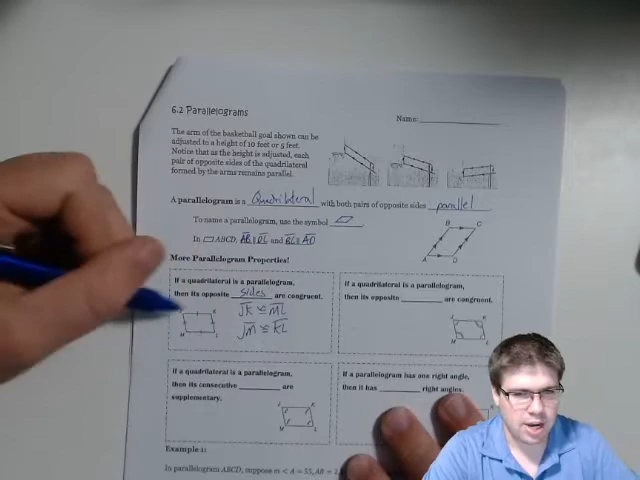 6.2 Parallelograms
Name:
The arm of the basketball goal shown can be
adjusted to a height of 10 feet or 5 feet.
Notice that as the height is adjusted, each
pair of opposite sides of the quadrilateral
formed by the arms remains parallel.
A parallelogram is a Quadrilateral with both pairs of opposite sides parallel
To name a parallelogram, use the symbol ▱
In ▱ABCD, AB ∥ DC and BC ∥ AD
B C
A D
More Parallelogram Properties!
If a quadrilateral is a parallelogram,
then its opposite sides are congruent.
JK ≅ ML
JM ≅ KL
If a quadrilateral is a parallelogram,
then its opposite ________ are congruent.
If a quadrilateral is a parallelogram,
then its consecutive ________ are
supplementary.
If a parallelogram has one right angle,
then it has ________ right angles.
Example 1:
In parallelogram ABCD, suppose m < A = 55, AB = 2